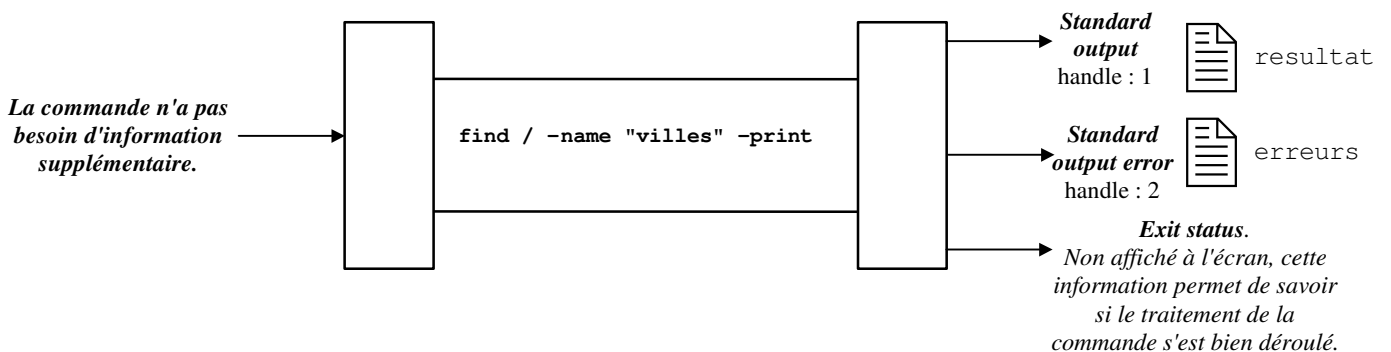 La commande n'a pas
besoin d'information
supplémentaire.
find / –name "villes" –print
Standard
output
handle : 1
resultat
Standard
output error
handle : 2
erreurs
Exit status.
Non affiché à l'écran, cette
information permet de savoir
si le traitement de la
commande s'est bien déroulé.